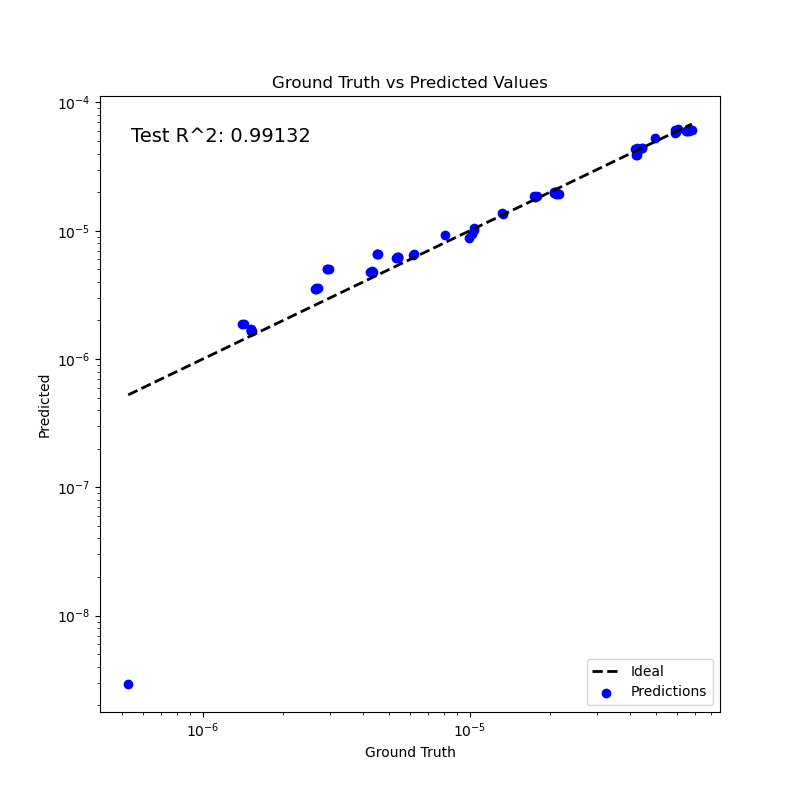 Ground Truth vs Predicted Values
Test R^2: 0.99132
Predicted
10⁻⁴
10⁻⁵
10⁻⁶
10⁻⁷
10⁻⁸
Ideal
Predictions
10⁻⁶
10⁻⁵
Ground Truth